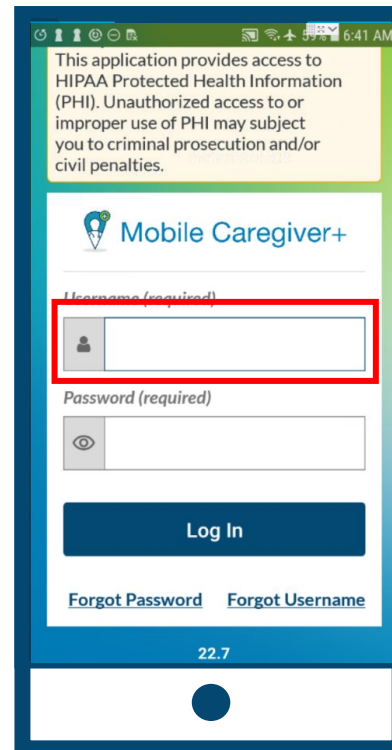 6:41 AM
This application provides access to
HIPAA Protected Health Information
(PHI). Unauthorized access to or
improper use of PHI may subject
you to criminal prosecution and/or
civil penalties.
Mobile Caregiver+
Username (required)
Password (required)
Log In
Forgot Password Forgot Username
22.7